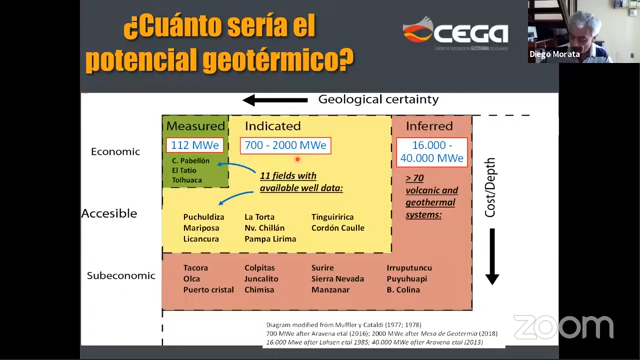 ¿Cuánto sería el
potencial geotérmico?
CEGA
Diego Morata
Geological certainty
Measured
Indicated
Inferred
Economic
112 MWe
700 - 2000 MWe
16.000 -
40.000 MWe
C. Pabellón
El Tatio
Tolhuaca
11 fields with
available well data:
> 70
volcanic and
geothermal
systems:
Cost/Depth
Accesible
Puchuldiza
Mariposa
Licancura
La Torta
Nv. Chillán
Pampa Lirima
Tinguiririca
Cordón Caulle
Subeconomic
Tacora
Olca
Puerto cristal
Colpitas
Juncalito
Chimisa
Surire
Sierra Nevada
Manzanar
Irruputuncu
Puyuhuapi
B. Colina
Diagram modified from Muffler y Cataldi (1977; 1978)
700 MWe after Aravena etal (2016); 2000 MWe after Mesa de Geotermia (2018)
16.000 MWe after Lahsen etal 1985; 40.000 MWe after Aravena etal (2013)
zoom